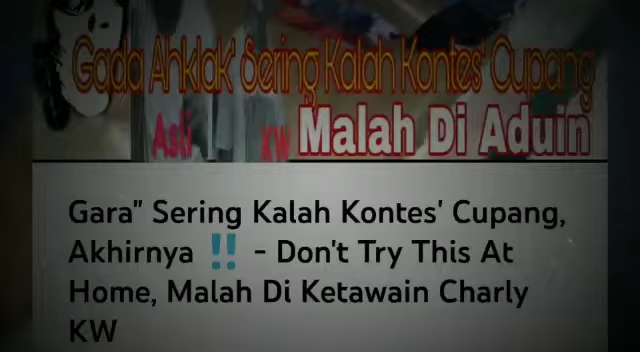 Gada Ahklak' Sering Kalah Kontes' Cupang
Asli KW Malah Di Aduin
Gara" Sering Kalah Kontes' Cupang,
Akhirnya ‼️ - Don't Try This At
Home, Malah Di Ketawain Charly
KW